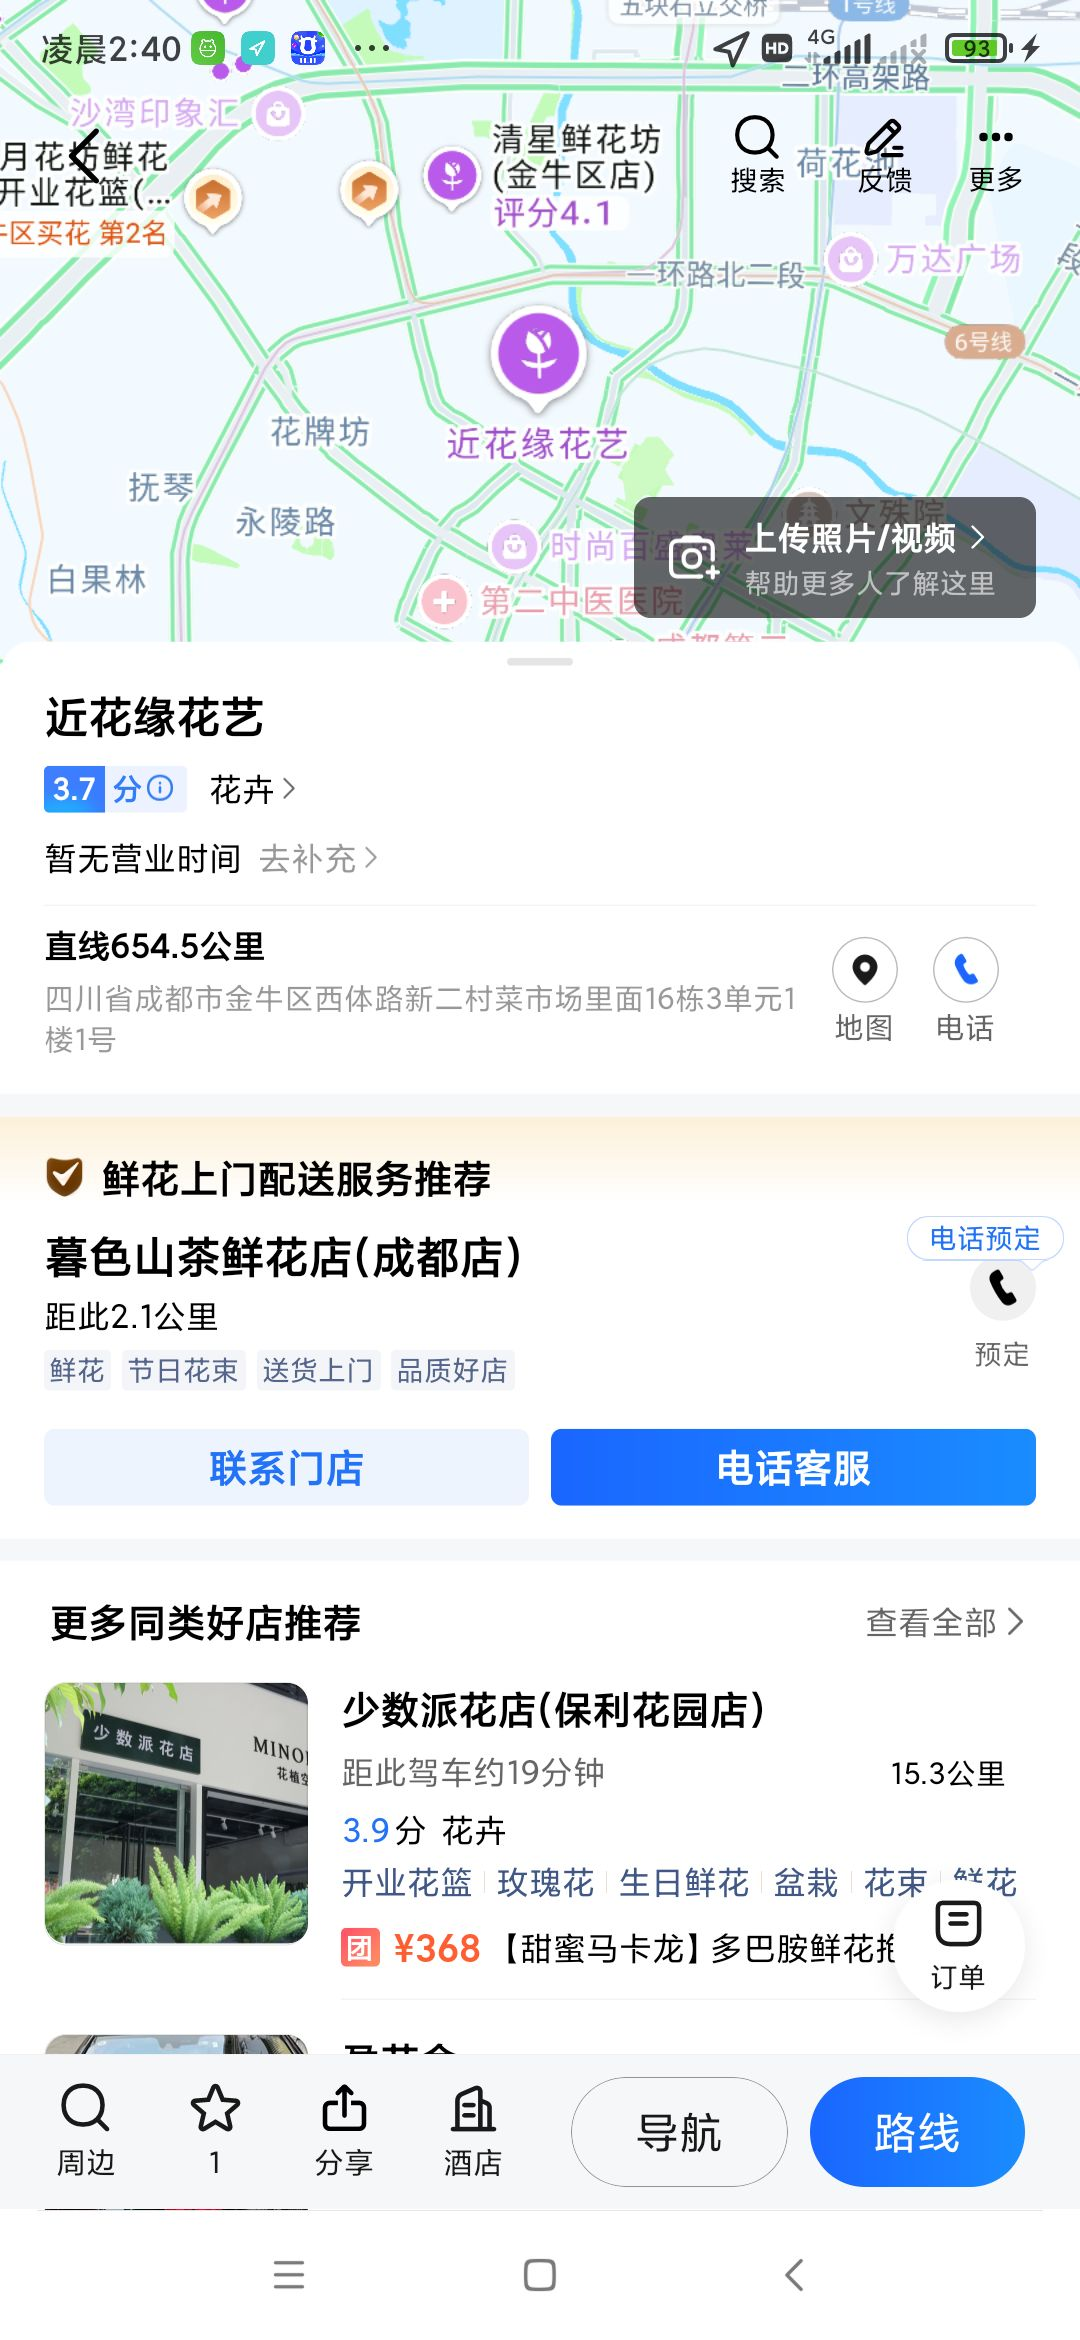 五块石立交桥
1号线
凌晨2:40
HD
4G
93
二环高架路
沙湾印象汇
月花坊鲜花
开业花篮(...
牛区买花 第2名
清星鲜花坊
(金牛区店)
评分4.1
搜索
荷花池
反馈
更多
一环路北二段
万达广场
段
6号线
近花缘花艺
花牌坊
抚琴
永陵路
白果林
文殊院
时尚百盛
莱
第二中医医院
上传照片/视频
帮助更多人了解这里
近花缘花艺
3.7 分 花卉
暂无营业时间 去补充
直线654.5公里
四川省成都市金牛区西体路新二村菜市场里面16栋3单元1
楼1号
地图
电话
鲜花上门配送服务推荐
暮色山茶鲜花店(成都店)
电话预定
距此2.1公里
预定
鲜花 节日花束 送货上门 品质好店
联系门店
电话客服
更多同类好店推荐
查看全部
少数派花店
MINO
花植空
少数派花店(保利花园店)
距此驾车约19分钟
15.3公里
3.9分 花卉
开业花篮 玫瑰花 生日鲜花 盆栽 花束 鲜花
团 ¥368 【甜蜜马卡龙】多巴胺鲜花抱
订单
周边
1
分享
酒店
导航
路线